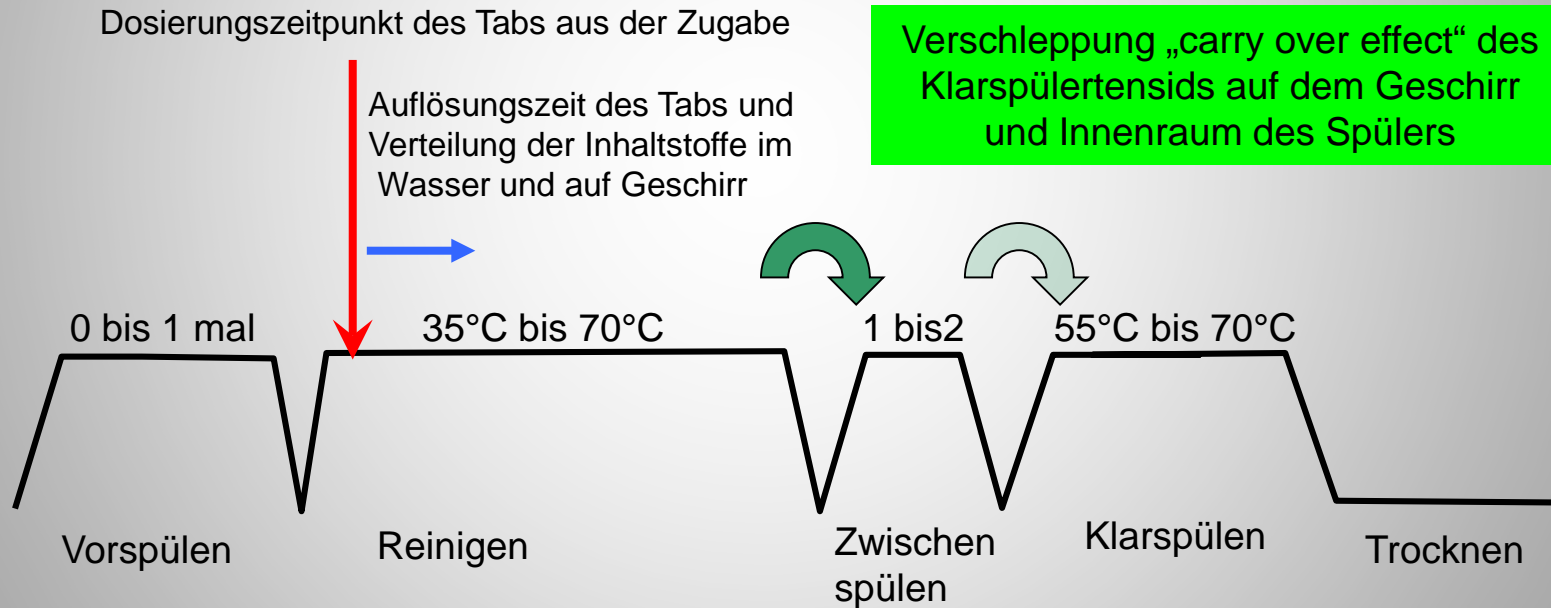 Dosierungszeitpunkt des Tabs aus der Zugabe
Verschleppung „carry over effect“ des
Klarspülertensids auf dem Geschirr
und Innenraum des Spülers
Auflösungszeit des Tabs und
Verteilung der Inhaltstoffe im
Wasser und auf Geschirr
0 bis 1 mal
35°C bis 70°C
1 bis2
55°C bis 70°C
Vorspülen
Reinigen
Zwischen
spülen
Klarspülen
Trocknen